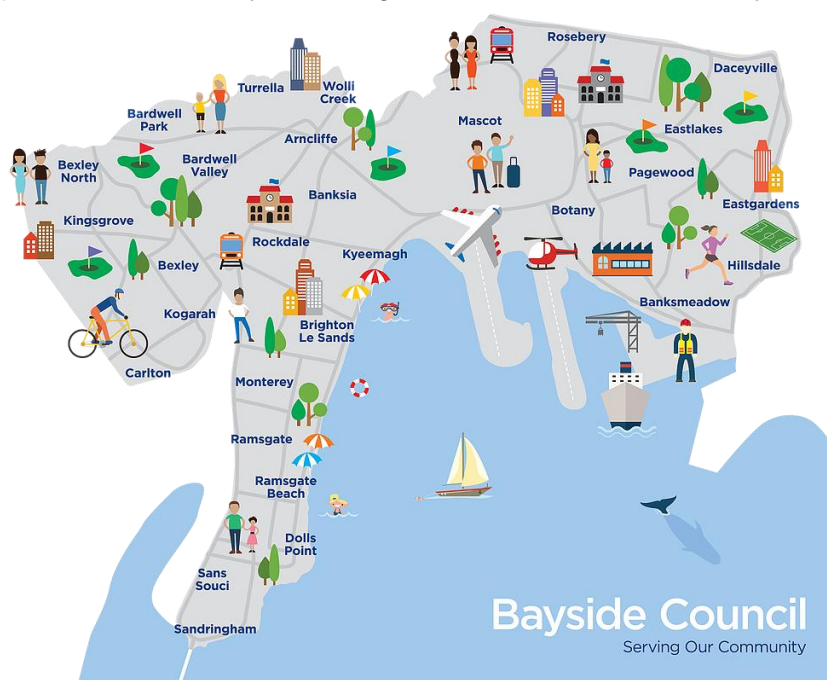 Rosebery
Daceyville
Turrella
Wolli
Creek
Bardwell
Park
Mascot
Eastlakes
Arncliffe
Bexley
North
Bardwell
Valley
Pagewood
Banksia
Eastgardens
Kingsgrove
Botany
Rockdale
Kyeemagh
Bexley
Hillsdale
Banksmeadow
Kogarah
Brighton
Le Sands
Carlton
Monterey
Ramsgate
Ramsgate
Beach
Dolls
Point
Sans
Souci
Sandringham
Bayside Council
Serving Our Community